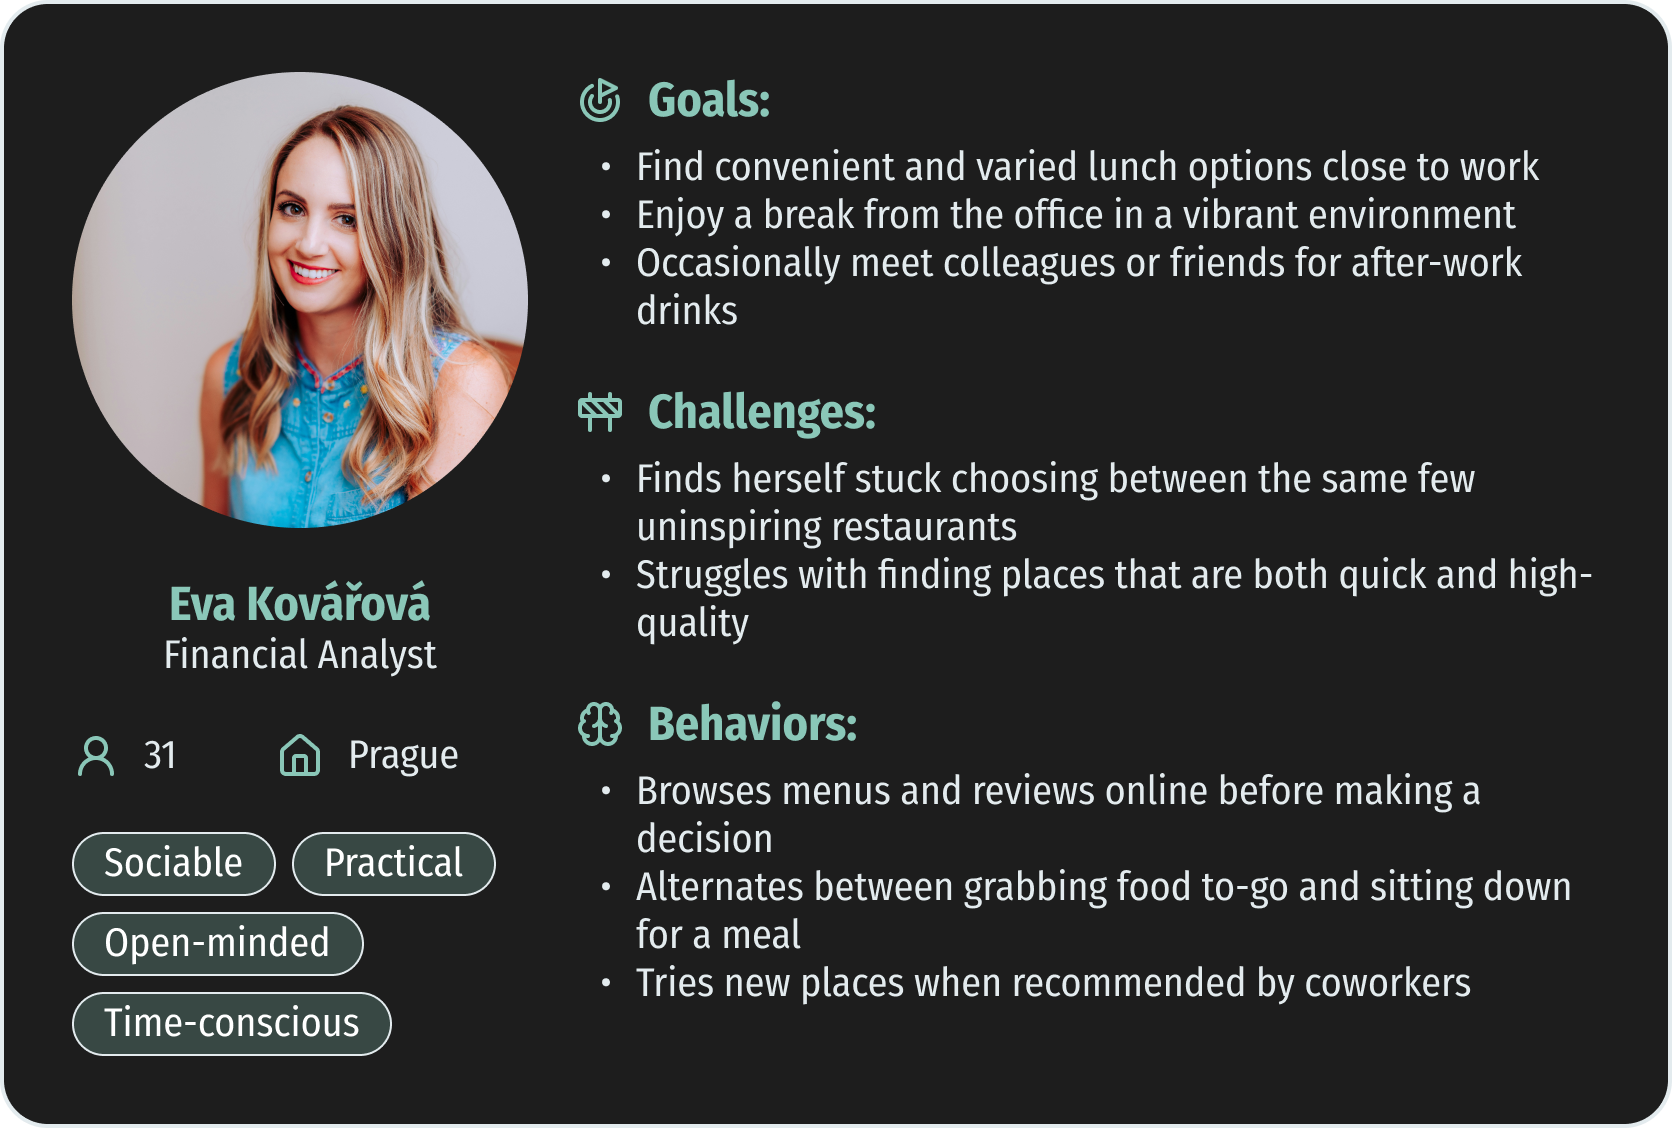 Eva Kovářová
Financial Analyst
31
Prague
Sociable
Practical
Open-minded
Time-conscious
Goals:
• Find convenient and varied lunch options close to work
• Enjoy a break from the office in a vibrant environment
• Occasionally meet colleagues or friends for after-work
drinks
Challenges:
• Finds herself stuck choosing between the same few
uninspiring restaurants
• Struggles with finding places that are both quick and high-
quality
Behaviors:
• Browses menus and reviews online before making a
decision
• Alternates between grabbing food to-go and sitting down
for a meal
• Tries new places when recommended by coworkers